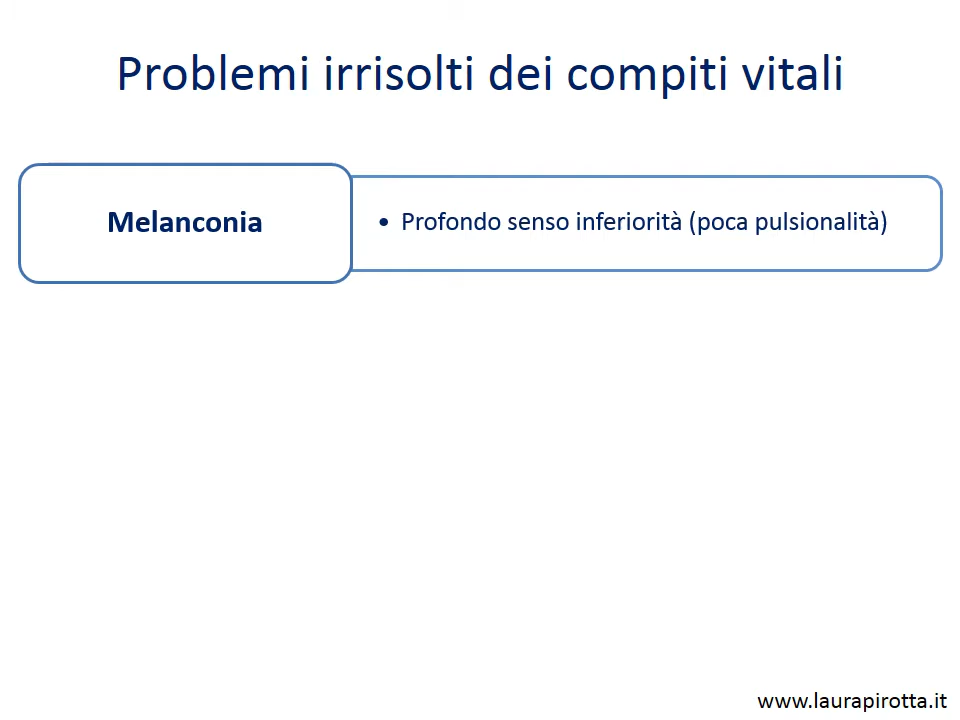 Problemi irrisolti dei compiti vitali
Melanconia
• Profondo senso inferiorità (poca pulsionalità)
www.laurapirotta.it